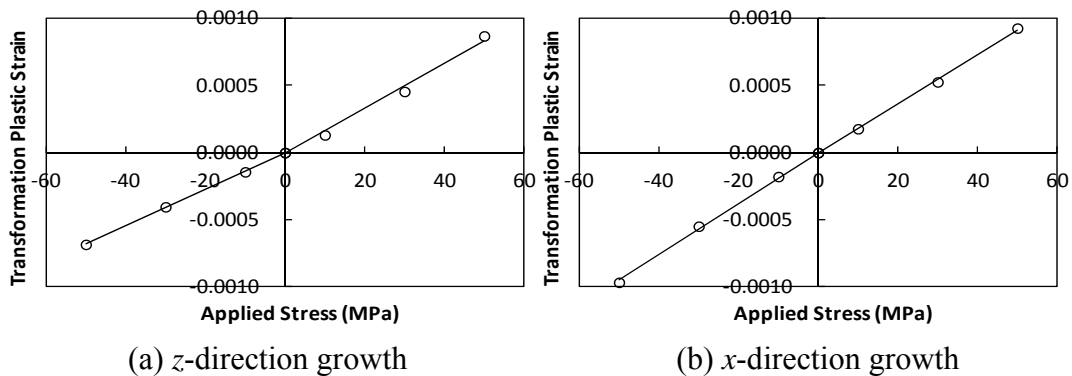 0.0010
0.0005
0.0000
-0.0005
-0.0010
-60 -40 -20 0 20 40 60
Transformation Plastic Strain
Applied Stress (MPa)
(a) z-direction growth
0.0010
0.0005
0.0000
-0.0005
-0.0010
-60 -40 -20 0 20 40 60
Transformation Plastic Strain
Applied Stress (MPa)
(b) x-direction growth